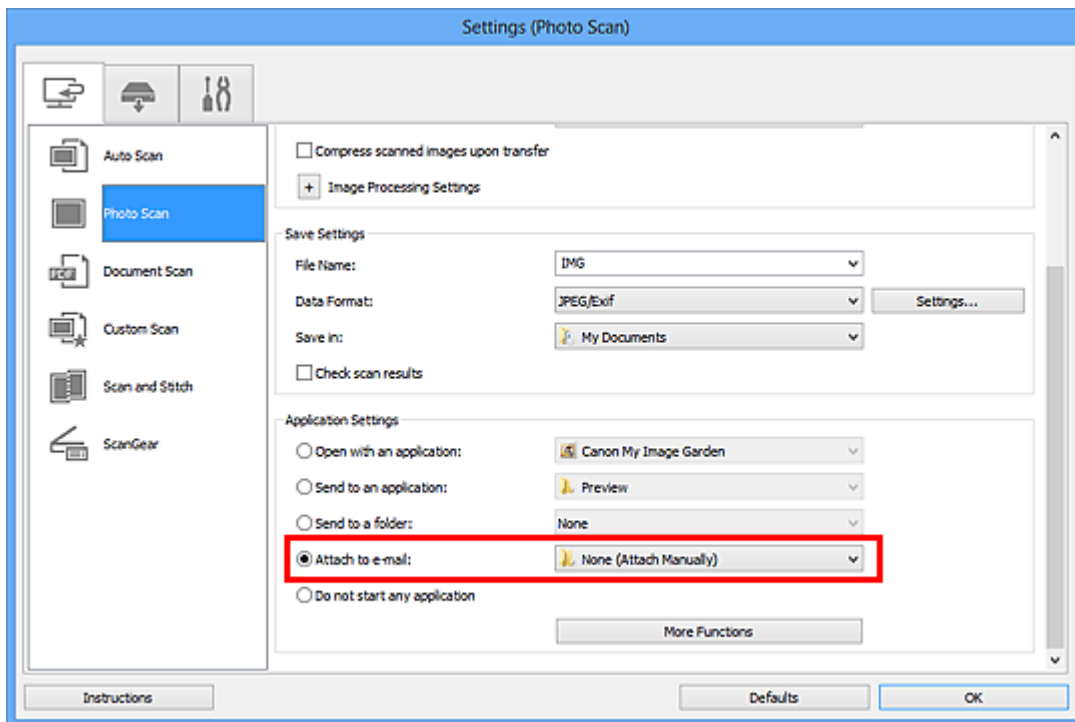 Settings (Photo Scan)
Auto Scan
Photo Scan
Document Scan
Custom Scan
Scan and Stitch
ScanGear
Compress scanned images upon transfer
+ Image Processing Settings
Save Settings
File Name: IMG
Data Format: JPEG/Exif Settings...
Save in: My Documents
Check scan results
Application Settings
Open with an application: Canon My Image Garden
Send to an application: Preview
Send to a folder: None
Attach to e-mail: None (Attach Manually)
Do not start any application
More Functions
Instructions Defaults OK